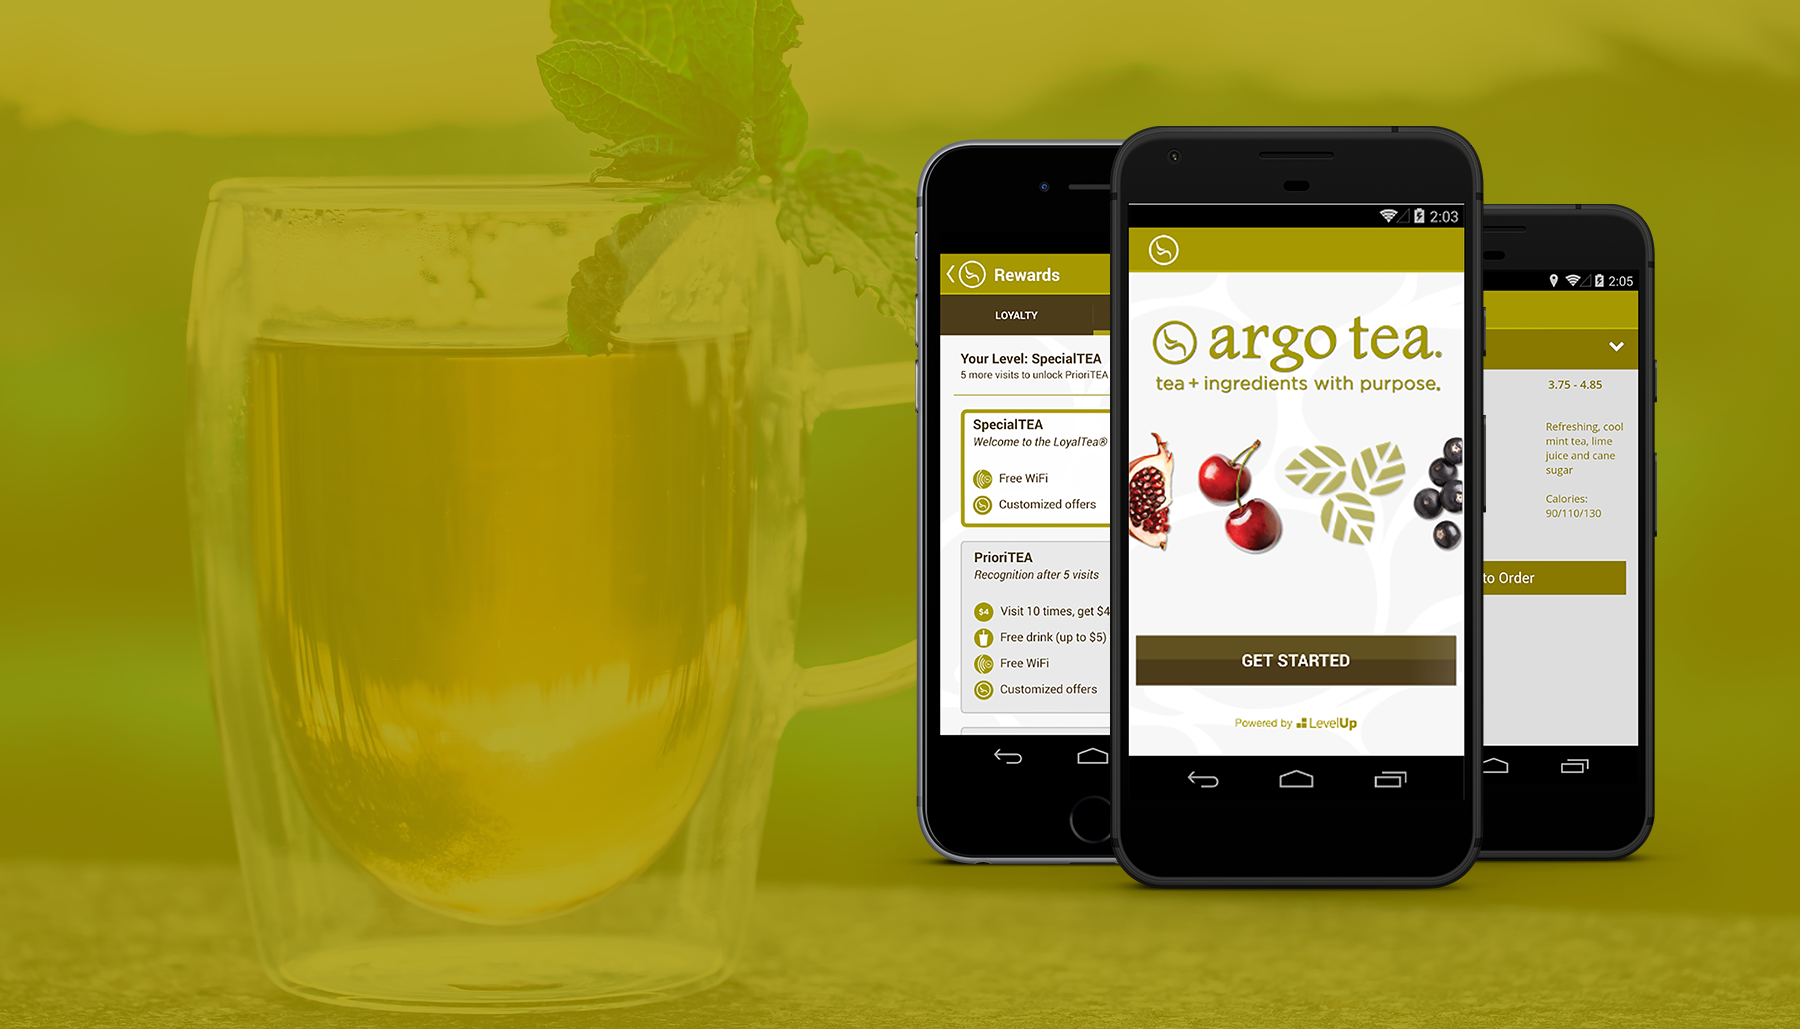 Rewards
LOYALTY
Your Level: SpecialTEA
5 more visits to unlock PrioriTEA
SpecialTEA
Welcome to the LoyalTea®
Free WiFi
Customized offers
PrioriTEA
Recognition after 5 visits
$4 Visit 10 times, get $4
Free drink (up to $5)
Free WiFi
Customized offers
2:03
argo tea.
tea + ingredients with purpose.
GET STARTED
Powered by LevelUp
2:05
3.75 - 4.85
Refreshing, cool
mint tea, lime
juice and cane
sugar
Calories:
90/110/130
to Order